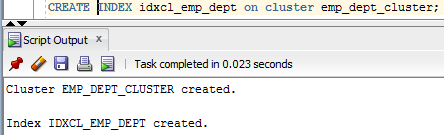 CREATE INDEX idxcl_emp_dept on cluster emp_dept_cluster;
Script Output x
Task completed in 0.023 seconds
Cluster EMP_DEPT_CLUSTER created.
Index IDXCL_EMP_DEPT created.